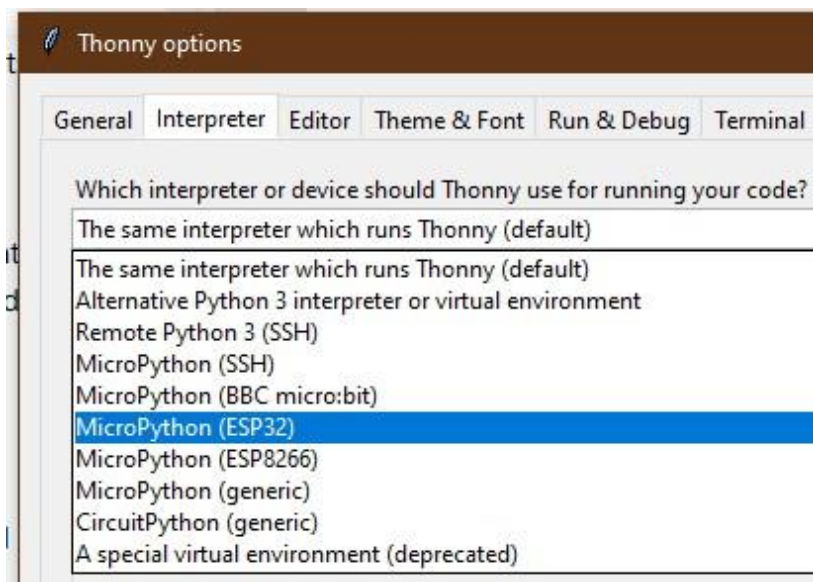 Thonny options
General Interpreter Editor Theme & Font Run & Debug Terminal
Which interpreter or device should Thonny use for running your code?
The same interpreter which runs Thonny (default)
The same interpreter which runs Thonny (default)
Alternative Python 3 interpreter or virtual environment
Remote Python 3 (SSH)
MicroPython (SSH)
MicroPython (BBC micro:bit)
MicroPython (ESP32)
MicroPython (ESP8266)
MicroPython (generic)
CircuitPython (generic)
A special virtual environment (deprecated)